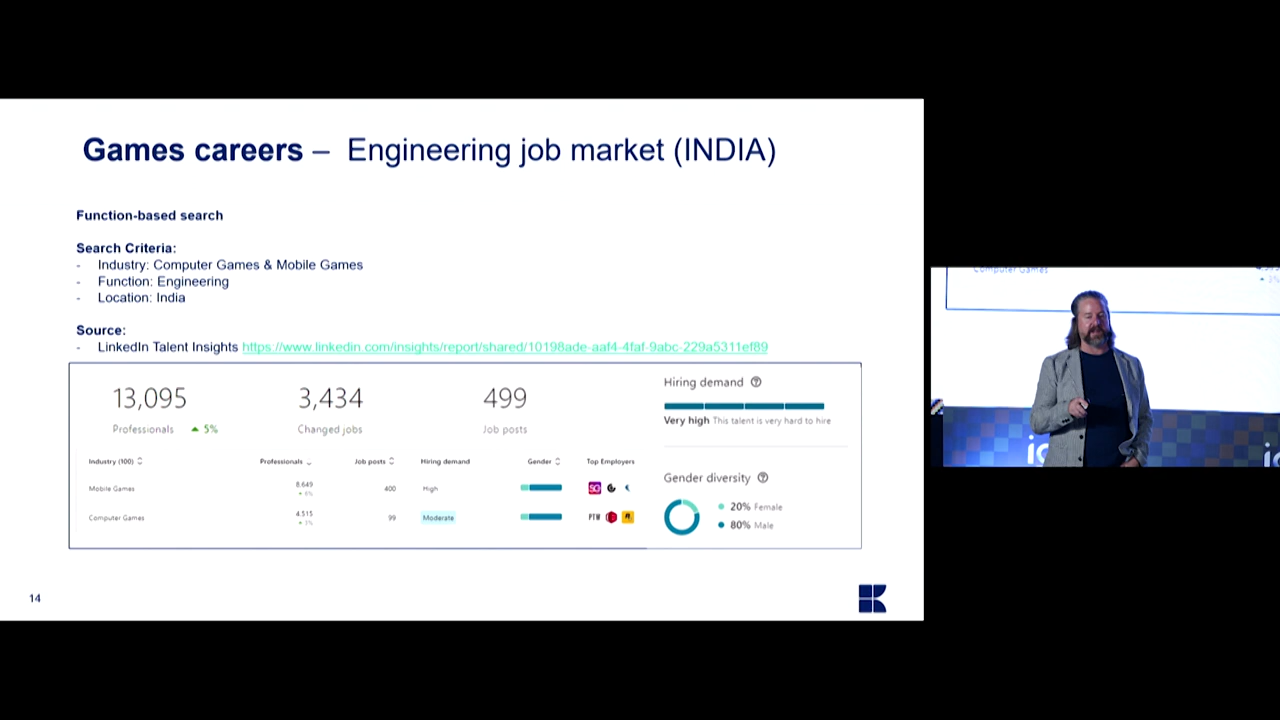 Games careers – Engineering job market (INDIA)
Function-based search
Search Criteria:
- Industry: Computer Games & Mobile Games
- Function: Engineering
- Location: India
Source:
- LinkedIn Talent Insights https://www.linkedin.com/insights/report/shared/10198ade-aaf4-4faf-9abc-229a5311ef89
13,095 3,434 499
Professionals ▲ 5% Changed jobs Job posts
Hiring demand
Very high This talent is very hard to hire
Industry (100) Professionals Job posts Hiring demand Gender Top Employers
Mobile Games 8,649 400 High
Computer Games 4,515 99 Moderate PTW
Gender diversity
20% Female
80% Male
14
Computer Games